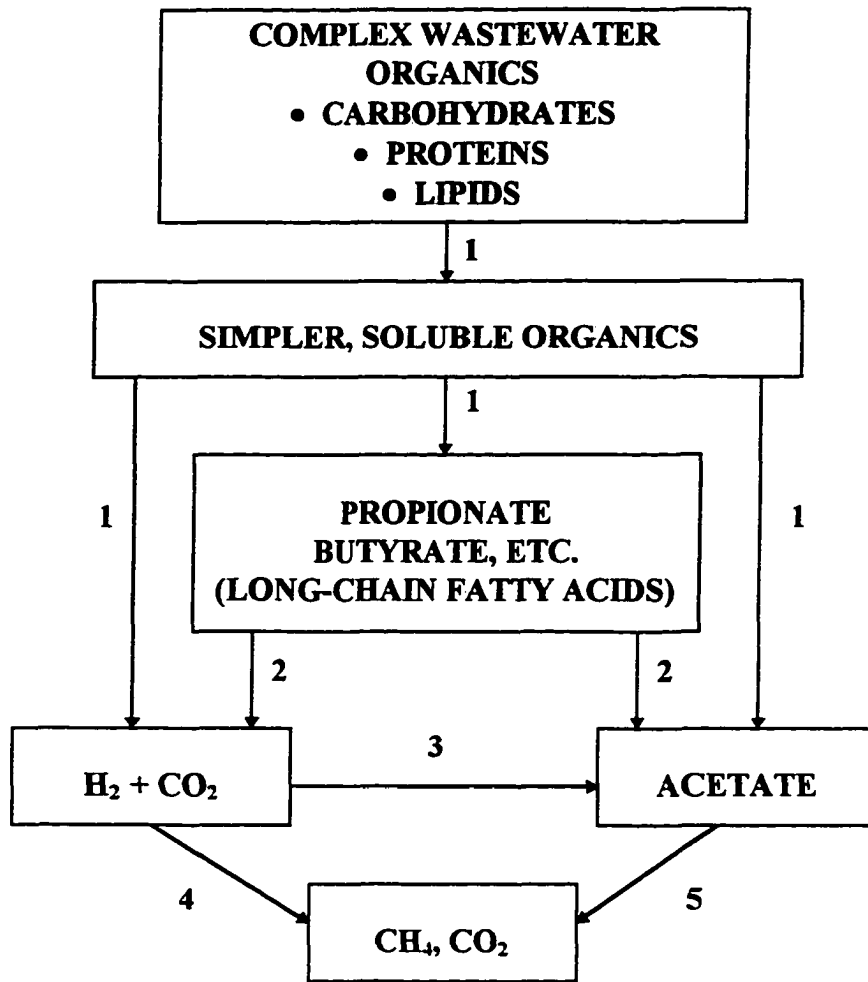 COMPLEX WASTEWATER
ORGANICS
• CARBOHYDRATES
• PROTEINS
• LIPIDS
1
SIMPLER, SOLUBLE ORGANICS
1
1
1
PROPIONATE
BUTYRATE, ETC.
(LONG-CHAIN FATTY ACIDS)
2
2
3
H₂ + CO₂
ACETATE
4
5
CH₄, CO₂